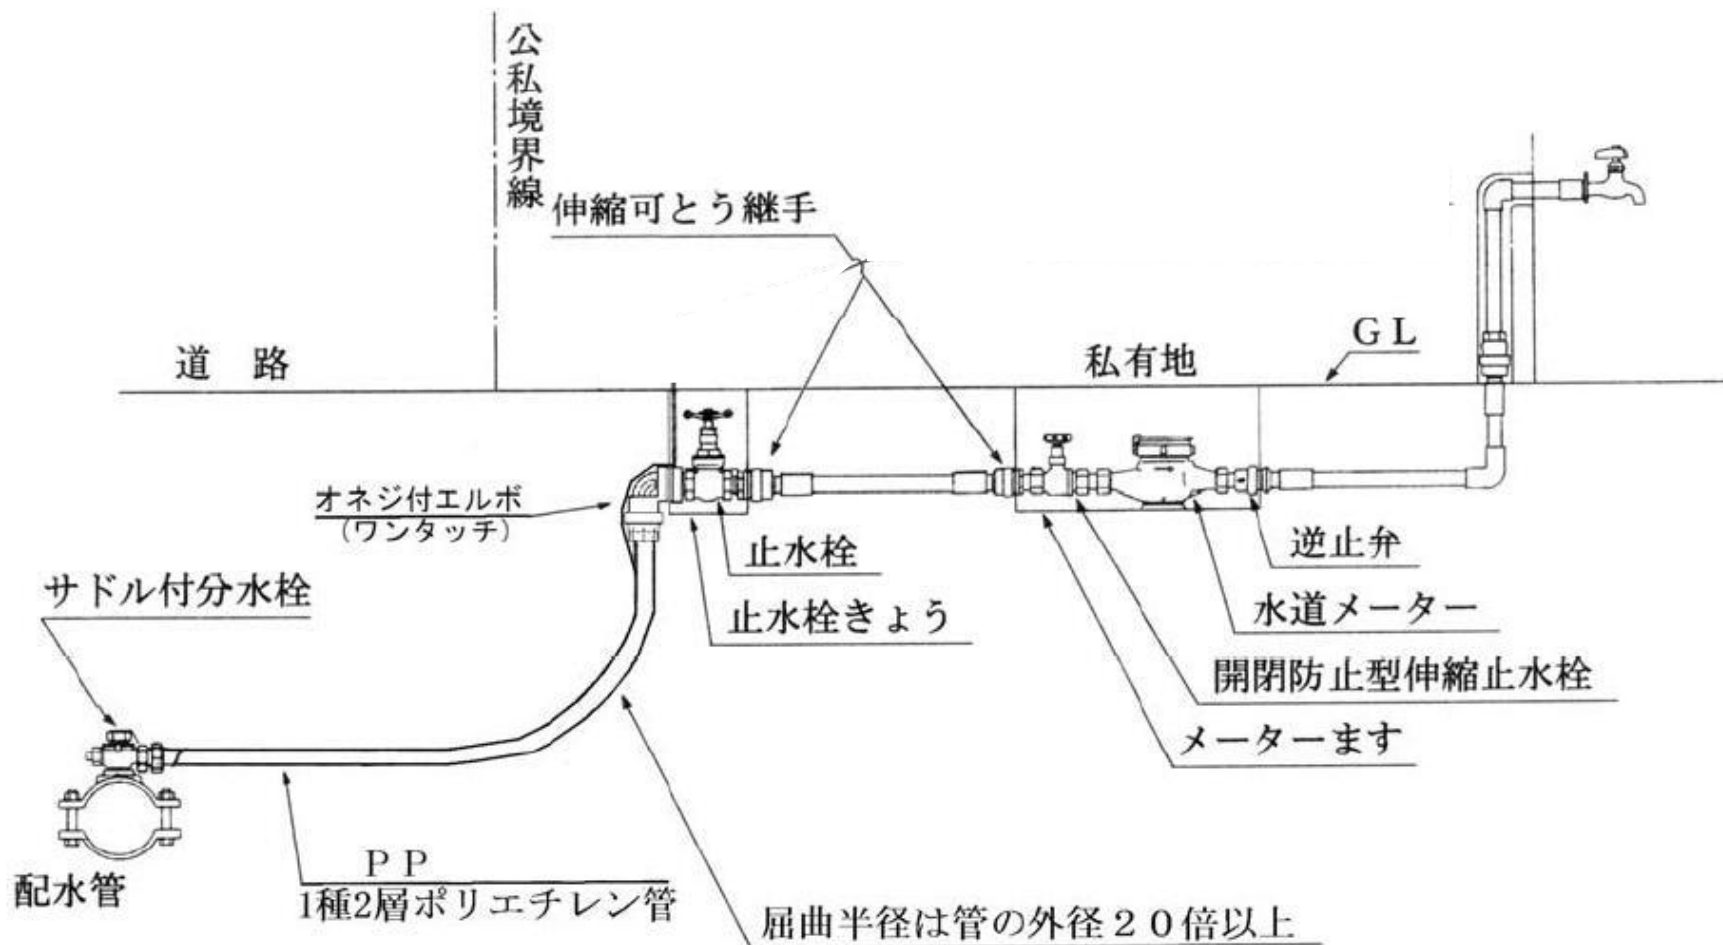 公私境界線
伸縮可とう継手
道 路
私有地
ＧＬ
オネジ付エルボ
(ワンタッチ)
止水栓
逆止弁
サドル付分水栓
止水栓きょう
水道メーター
開閉防止型伸縮止水栓
メーターます
ＰＰ
1種2層ポリエチレン管
配水管
屈曲半径は管の外径２０倍以上